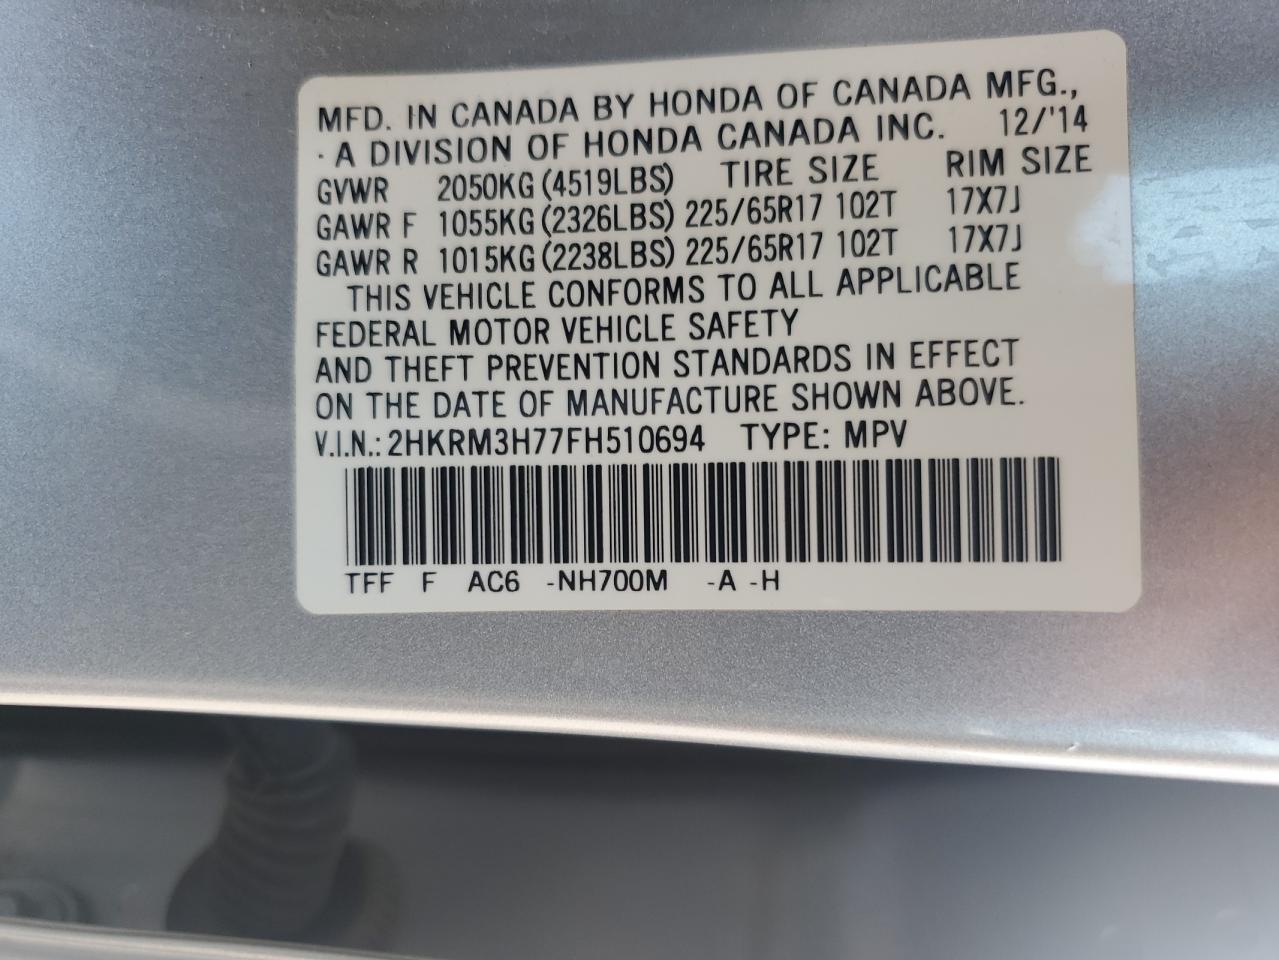 MFD. IN CANADA BY HONDA OF CANADA MFG.,
· A DIVISION OF HONDA CANADA INC. 12/'14
GVWR 2050KG (4519LBS) TIRE SIZE RIM SIZE
GAWR F 1055KG (2326LBS) 225/65R17 102T 17X7J
GAWR R 1015KG (2238LBS) 225/65R17 102T 17X7J
THIS VEHICLE CONFORMS TO ALL APPLICABLE
FEDERAL MOTOR VEHICLE SAFETY
AND THEFT PREVENTION STANDARDS IN EFFECT
ON THE DATE OF MANUFACTURE SHOWN ABOVE.
V.I.N.: 2HKRM3H77FH510694 TYPE: MPV
TFF F AC6 -NH700M -A -H